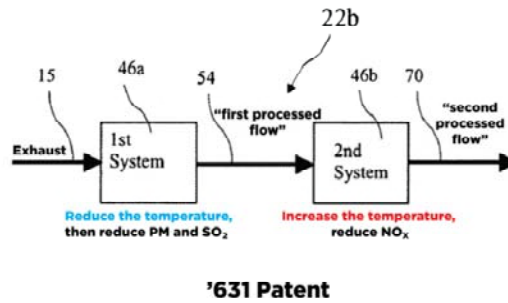 22b
15
46a
54
46b
70
Exhaust
1st
System
“first processed
flow”
2nd
System
“second
processed
flow”
Reduce the temperature,
then reduce PM and SO₂
Increase the temperature,
reduce NOₓ
’631 Patent